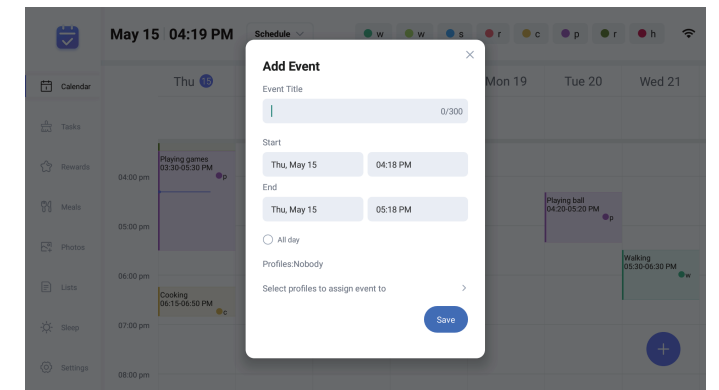 May 15 04:19 PM
Schedule
w
w
s
r
c
p
r
h
Calendar
Tasks
Rewards
Meals
Photos
Lists
Sleep
Settings
Thu 15
Mon 19
Tue 20
Wed 21
04:00 pm
05:00 pm
06:00 pm
07:00 pm
08:00 pm
Playing games
03:30-05:30 PM
p
Cooking
06:15-06:50 PM
c
Playing ball
04:20-05:20 PM
p
Walking
05:30-06:30 PM
w
Add Event
Event Title
0/300
Start
Thu, May 15
04:18 PM
End
Thu, May 15
05:18 PM
All day
Profiles:Nobody
Select profiles to assign event to
Save